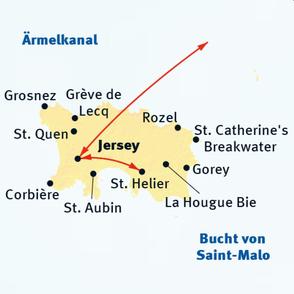 Ärmelkanal
Grosnez
Grève de
Lecq
St. Quen
Rozel
St. Catherine's
Breakwater
Jersey
Gorey
Corbière
St. Aubin
St. Helier
La Hougue Bie
Bucht von
Saint-Malo